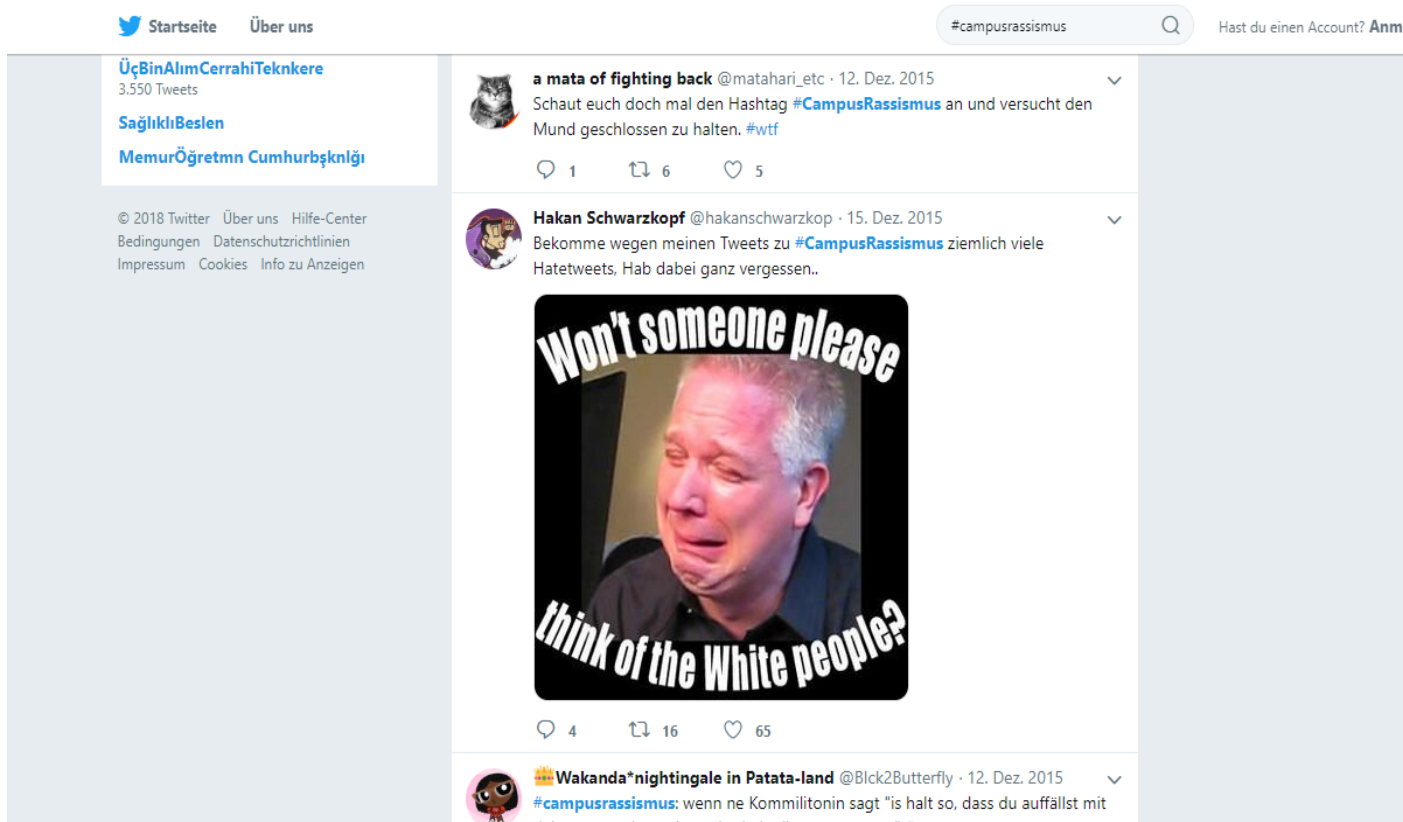 Startseite Über uns
#campusrassismus
Hast du einen Account? Anm
ÜçBinAlımCerrahiTeknkere
3.550 Tweets
SağlıklıBeslen
MemurÖğretmn Cumhurbşknlğı
© 2018 Twitter Über uns Hilfe-Center
Bedingungen Datenschutzrichtlinien
Impressum Cookies Info zu Anzeigen
a mata of fighting back @matahari_etc · 12. Dez. 2015
Schaut euch doch mal den Hashtag #CampusRassismus an und versucht den
Mund geschlossen zu halten. #wtf
1 6 5
Hakan Schwarzkopf @hakanschwarzkop · 15. Dez. 2015
Bekomme wegen meinen Tweets zu #CampusRassismus ziemlich viele
Hatetweets, Hab dabei ganz vergessen..
Won't someone please
think of the White people?
4 16 65
Wakanda*nightingale in Patata-land @Blck2Butterfly · 12. Dez. 2015
#campusrassismus: wenn ne Kommilitonin sagt "is halt so, dass du auffällst mit